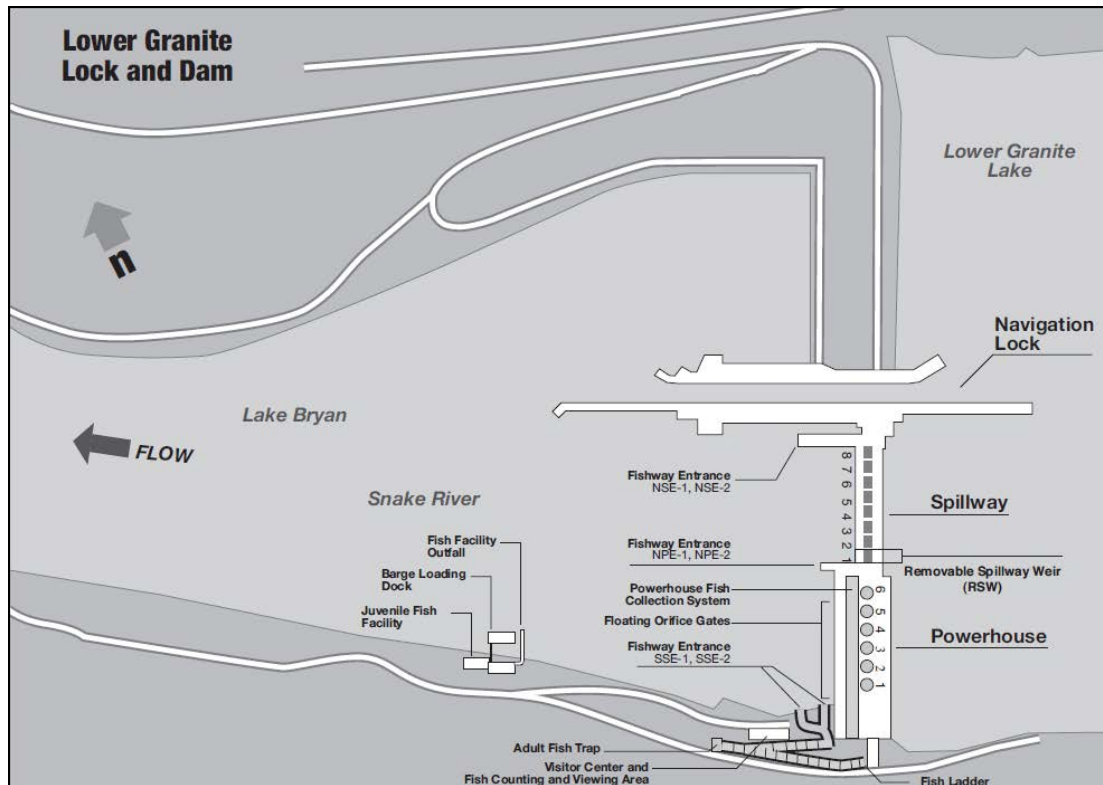 Lower Granite
Lock and Dam
Lower Granite
Lake
n
Navigation
Lock
Lake Bryan
FLOW
Fishway Entrance
NSE-1, NSE-2
8
7
6
5
4
3
2
1
Spillway
Snake River
Fish Facility
Outfall
Fishway Entrance
NPE-1, NPE-2
Barge Loading
Dock
Removable Spillway Weir
(RSW)
Powerhouse Fish
Collection System
Juvenile Fish
Facility
Floating Orifice Gates
6
5
4
3
2
1
Powerhouse
Fishway Entrance
SSE-1, SSE-2
Adult Fish Trap
Visitor Center and
Fish Counting and Viewing Area
Fish Ladder